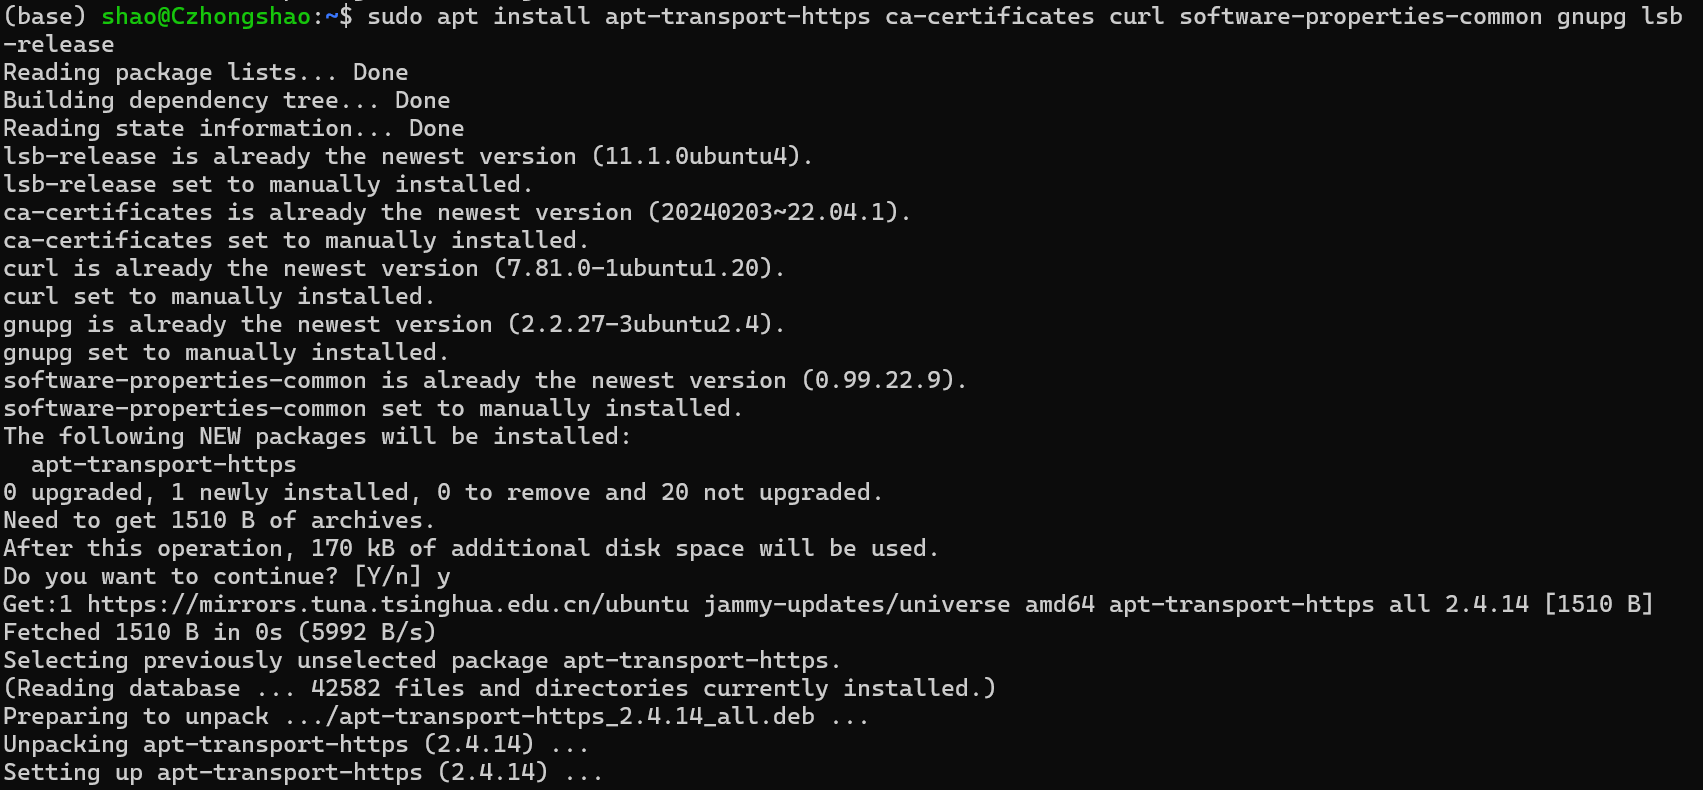 (base) shao@Czhongshao:~$ sudo apt install apt-transport-https ca-certificates curl software-properties-common gnupg lsb
-release
Reading package lists... Done
Building dependency tree... Done
Reading state information... Done
lsb-release is already the newest version (11.1.0ubuntu4).
lsb-release set to manually installed.
ca-certificates is already the newest version (20240203~22.04.1).
ca-certificates set to manually installed.
curl is already the newest version (7.81.0-1ubuntu1.20).
curl set to manually installed.
gnupg is already the newest version (2.2.27-3ubuntu2.4).
gnupg set to manually installed.
software-properties-common is already the newest version (0.99.22.9).
software-properties-common set to manually installed.
The following NEW packages will be installed:
  apt-transport-https
0 upgraded, 1 newly installed, 0 to remove and 20 not upgraded.
Need to get 1510 B of archives.
After this operation, 170 kB of additional disk space will be used.
Do you want to continue? [Y/n] y
Get:1 https://mirrors.tuna.tsinghua.edu.cn/ubuntu jammy-updates/universe amd64 apt-transport-https all 2.4.14 [1510 B]
Fetched 1510 B in 0s (5992 B/s)
Selecting previously unselected package apt-transport-https.
(Reading database ... 42582 files and directories currently installed.)
Preparing to unpack .../apt-transport-https_2.4.14_all.deb ...
Unpacking apt-transport-https (2.4.14) ...
Setting up apt-transport-https (2.4.14) ...